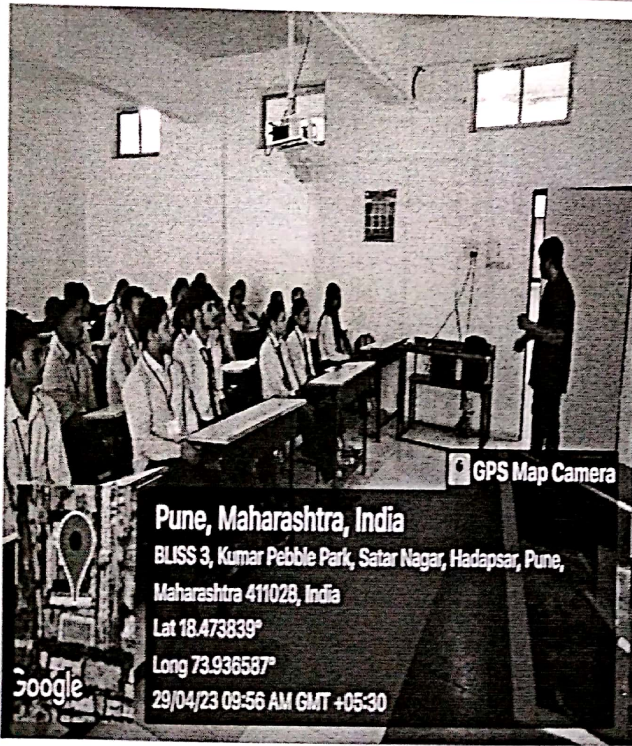 GPS Map Camera
Pune, Maharashtra, India
BLISS 3, Kumar Pebble Park, Satar Nagar, Hadapsar, Pune,
Maharashtra 411028, India
Lat 18.473839°
Long 73.936587°
29/04/23 09:56 AM GMT +05:30
Google